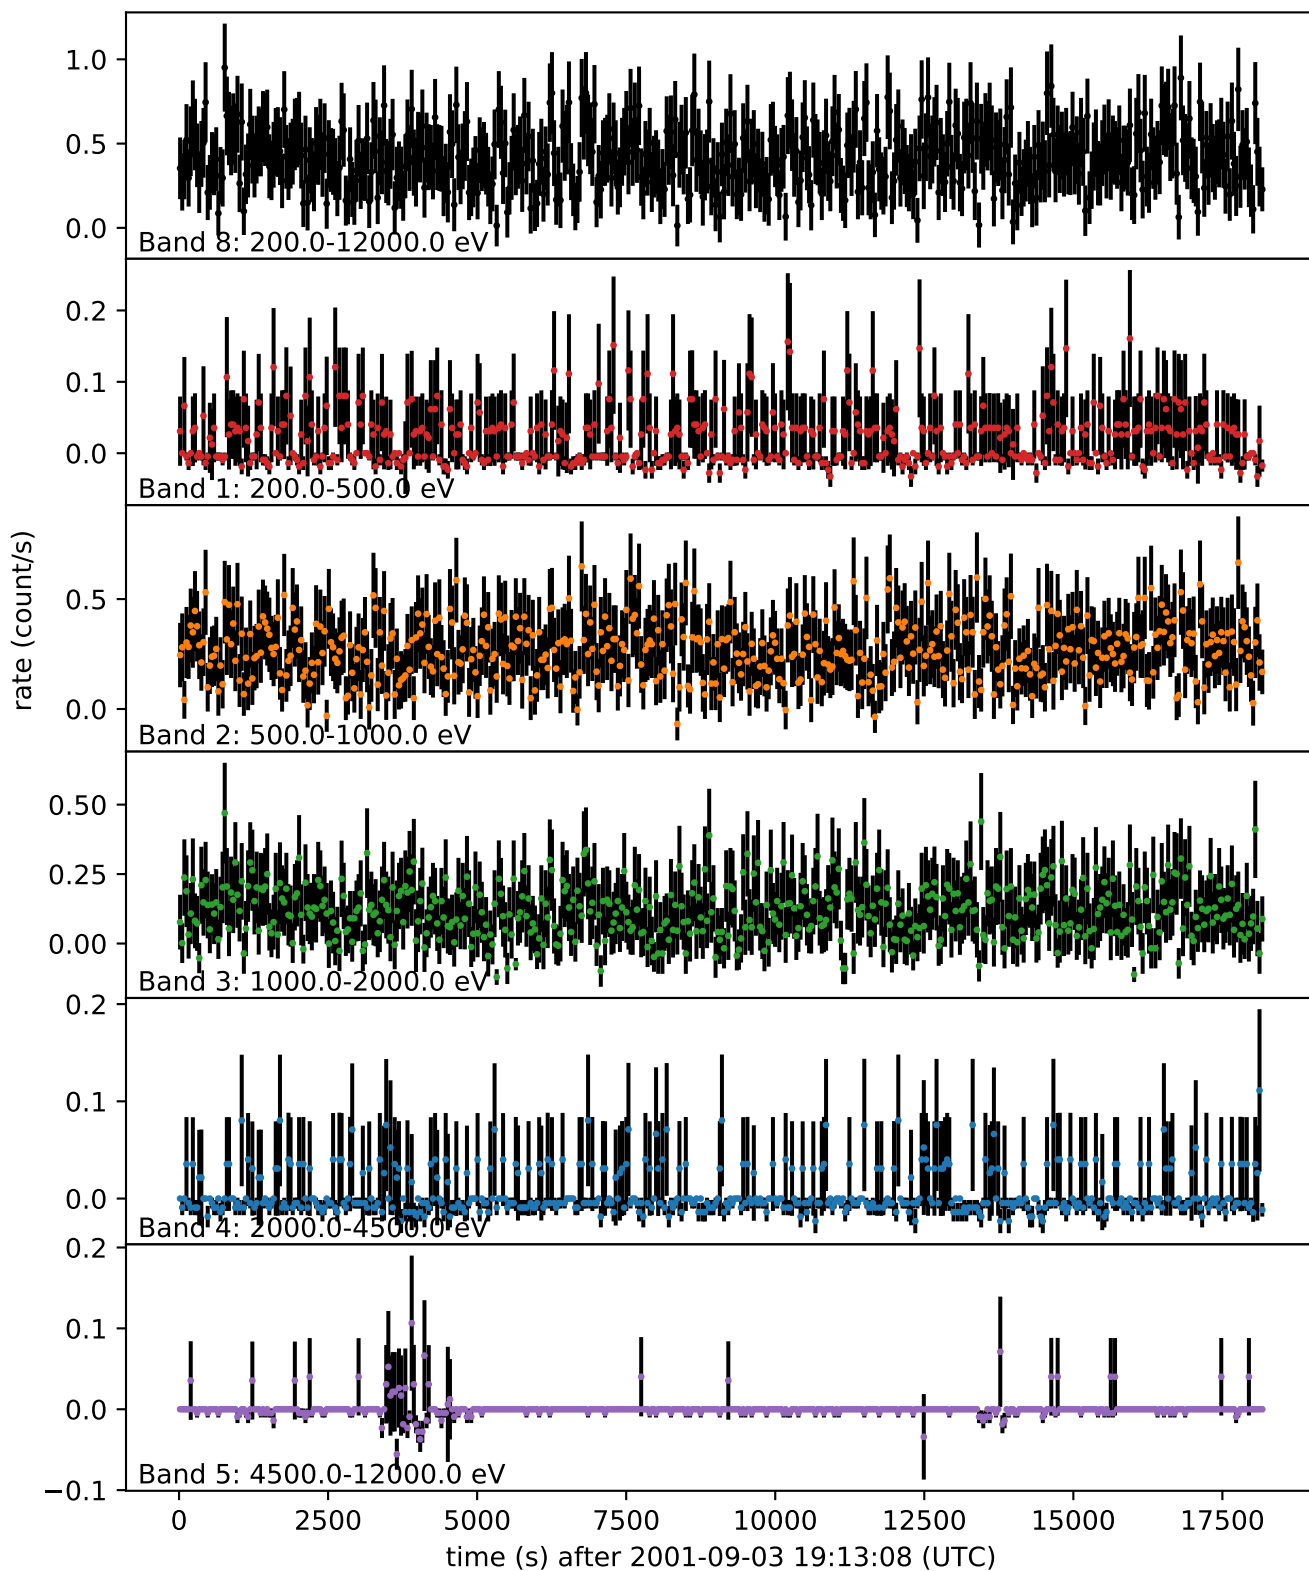 1.0
0.5
0.0
Band 8: 200.0-12000.0 eV
0.2
0.1
0.0
Band 1: 200.0-500.0 eV
rate (count/s)
0.5
0.0
Band 2: 500.0-1000.0 eV
0.50
0.25
0.00
Band 3: 1000.0-2000.0 eV
0.2
0.1
0.0
Band 4: 2000.0-4500.0 eV
0.2
0.1
0.0
−0.1
Band 5: 4500.0-12000.0 eV
0 2500 5000 7500 10000 12500 15000 17500
time (s) after 2001-09-03 19:13:08 (UTC)